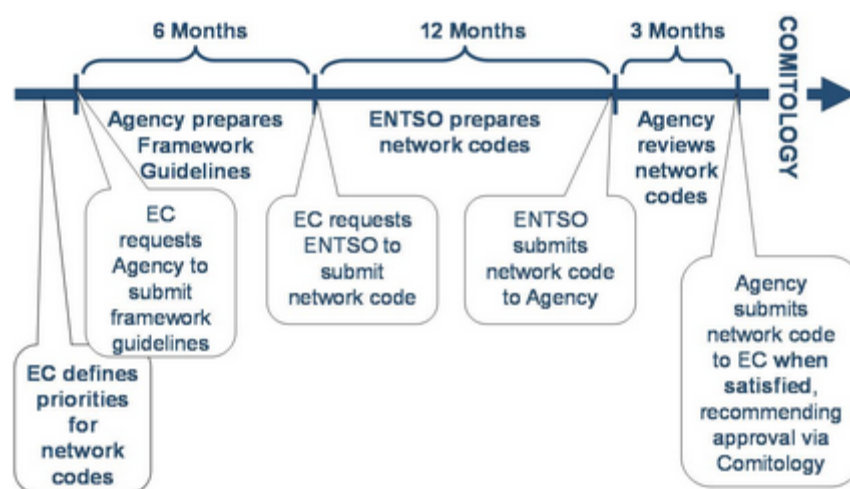 6 Months
12 Months
3 Months
COMITOLOGY
Agency prepares
Framework
Guidelines
ENTSO prepares
network codes
Agency
reviews
network
codes
EC defines
priorities
for
network
codes
EC
requests
Agency to
submit
framework
guidelines
EC requests
ENTSO to
submit
network code
ENTSO
submits
network code
to Agency
Agency
submits
network code
to EC when
satisfied,
recommending
approval via
Comitology